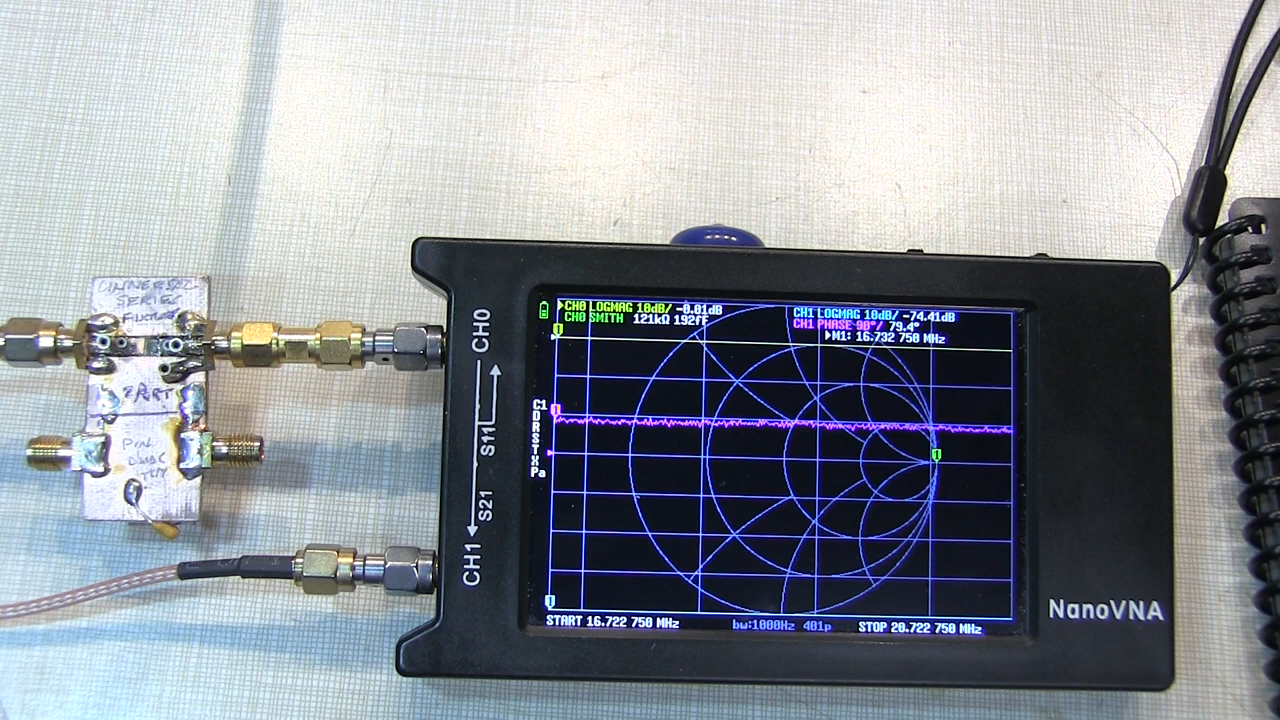 CH0 LOGMAG 10dB/ -0.01dB
CH0 SMITH 121kΩ 192fF
CH1 LOGMAG 10dB/ -74.41dB
CH1 PHASE 90°/ 79.4°
M1: 16.732 750 MHz
C1
D
R
S
T
X
Pa
START 16.722 750 MHz
bw:1000Hz 401p
STOP 20.722 750 MHz
CH0
S11
S21
CH1
NanoVNA
UNIVERSAL
SERIES
FIXTURE